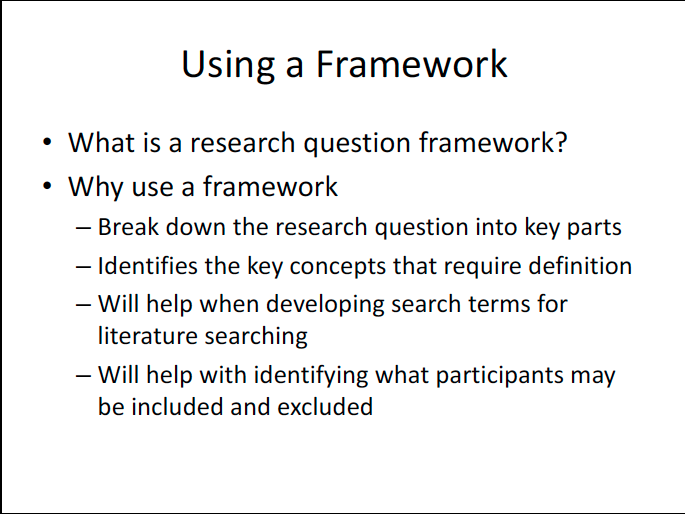 Using a Framework
• What is a research question framework?
• Why use a framework
– Break down the research question into key parts
– Identifies the key concepts that require definition
– Will help when developing search terms for
literature searching
– Will help with identifying what participants may
be included and excluded